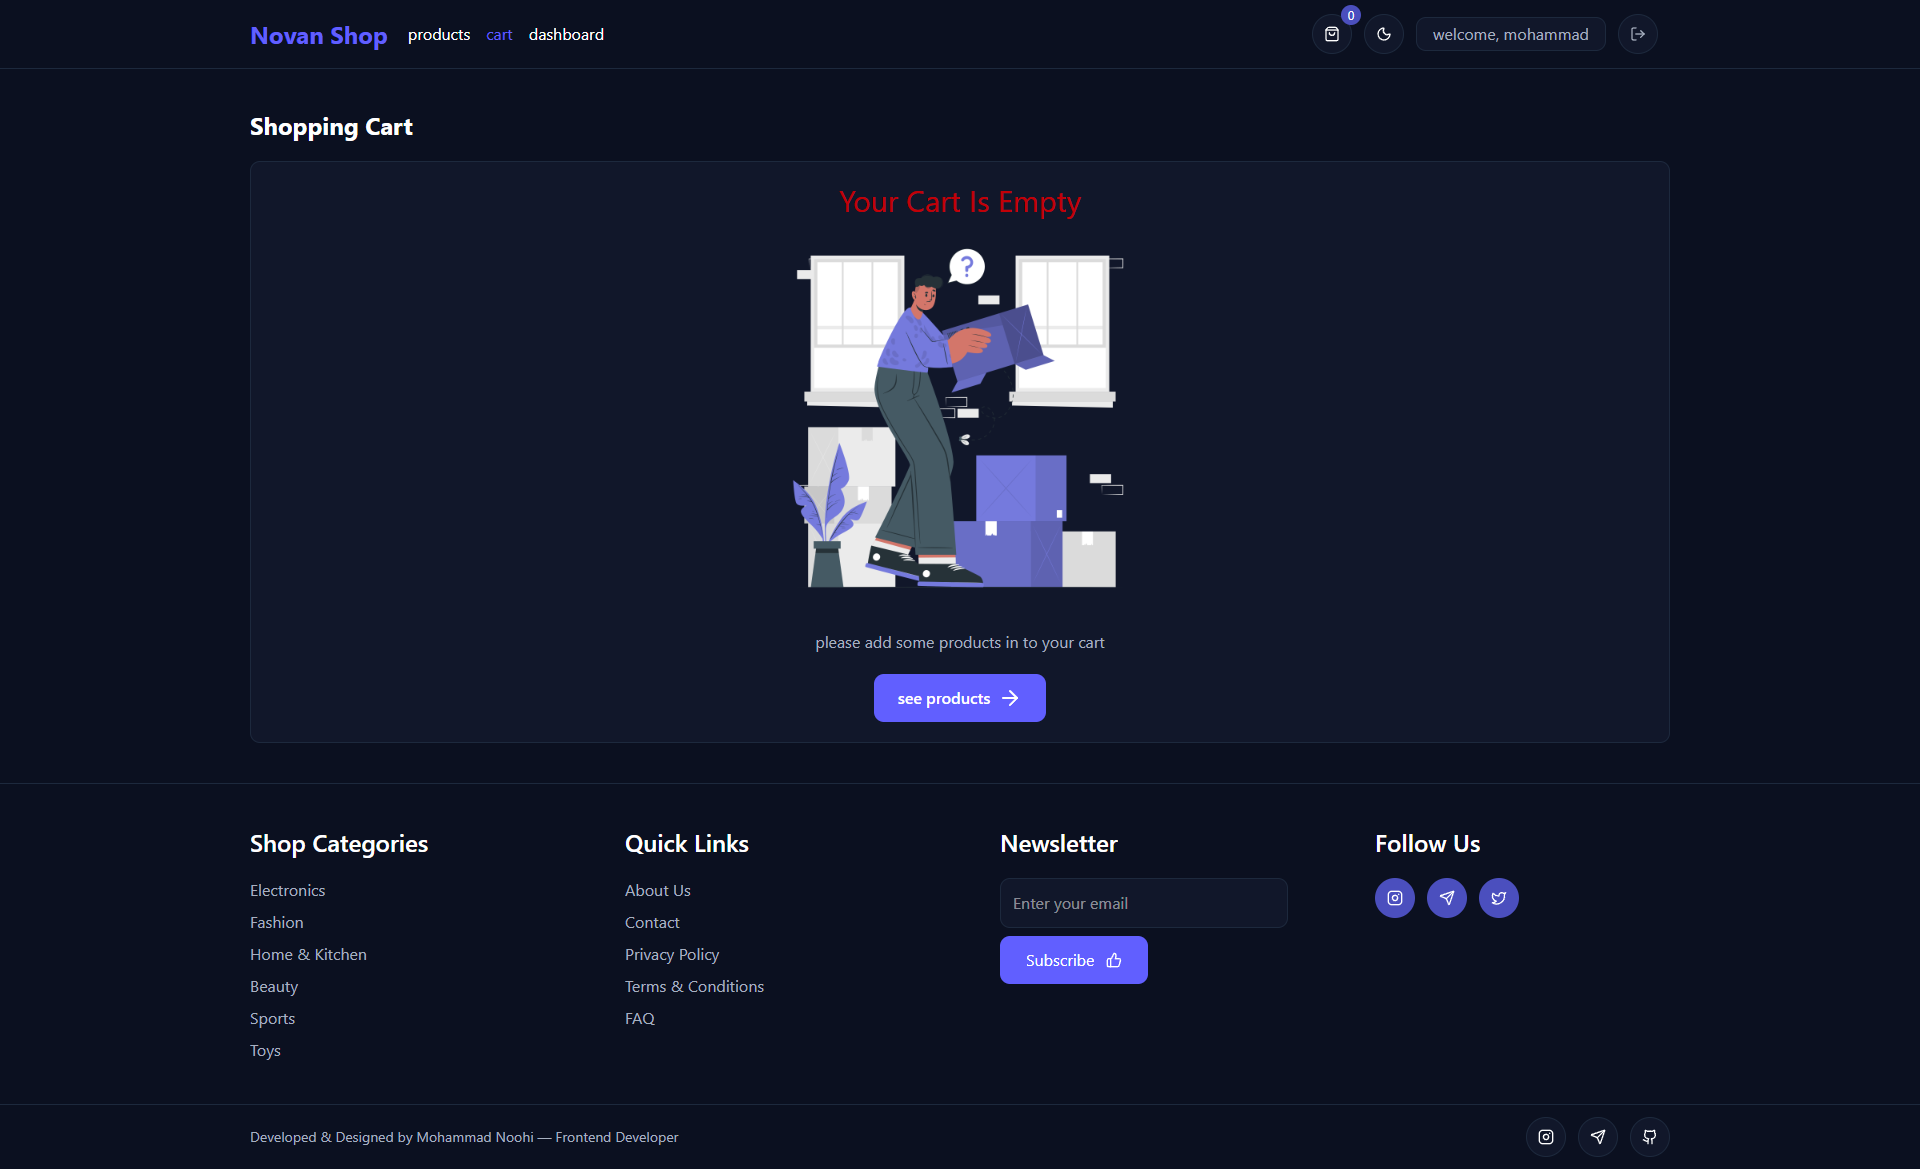 Novan Shop products cart dashboard 0 welcome, mohammad
Shopping Cart
Your Cart Is Empty
?
please add some products in to your cart
see products
Shop Categories
Electronics
Fashion
Home & Kitchen
Beauty
Sports
Toys
Quick Links
About Us
Contact
Privacy Policy
Terms & Conditions
FAQ
Newsletter
Enter your email
Subscribe
Follow Us
Developed & Designed by Mohammad Noohi — Frontend Developer